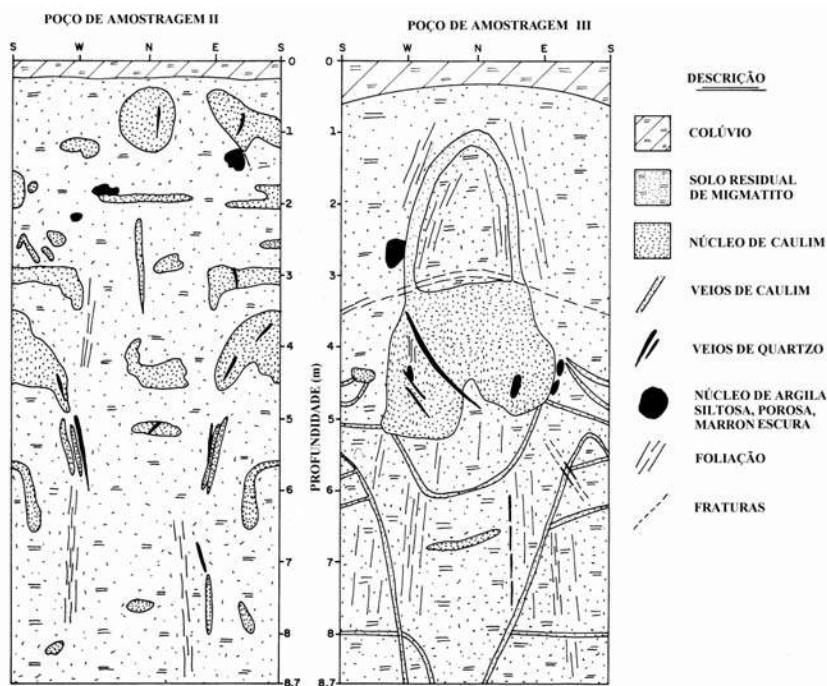 POÇO DE AMOSTRAGEM II
POÇO DE AMOSTRAGEM III
S W N E S
S W N E S
0
1
2
3
4
5
6
7
8
8.7
PROFUNDIDADE (m)
0
1
2
3
4
5
6
7
8
8.7
DESCRIÇÃO
COLÚVIO
SOLO RESIDUAL
DE MIGMATITO
NÚCLEO DE CAULIM
VEIOS DE CAULIM
VEIOS DE QUARTZO
NÚCLEO DE ARGILA
SILTOSA, POROSA,
MARRON ESCURA
FOLIAÇÃO
FRATURAS